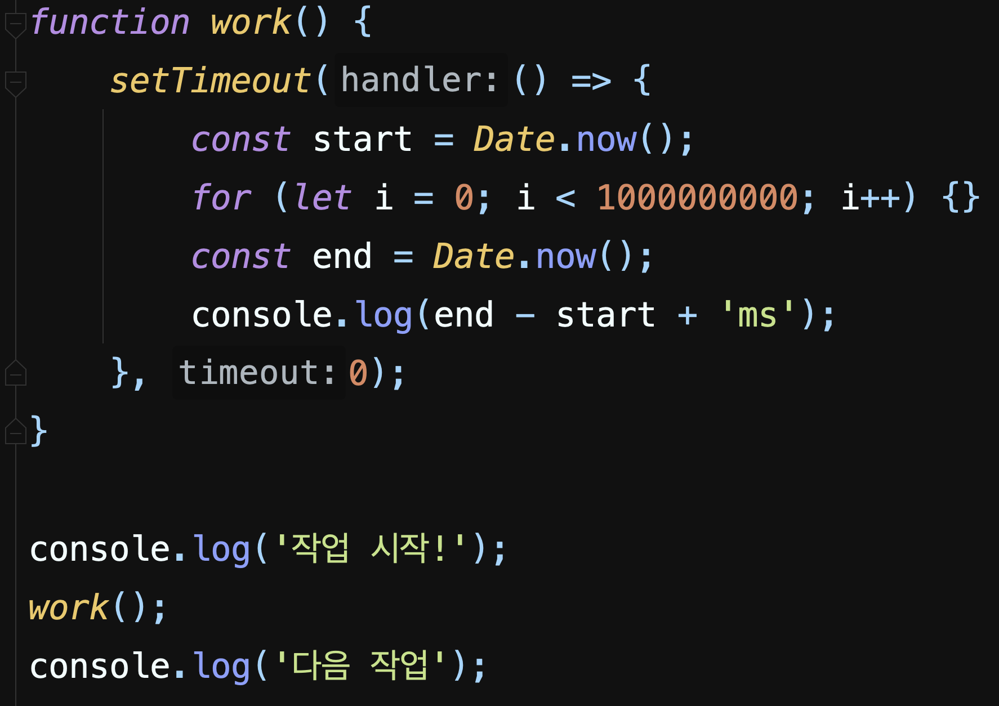 function work() {
setTimeout( handler: () => {
const start = Date.now();
for (let i = 0; i < 1000000000; i++) {}
const end = Date.now();
console.log(end - start + 'ms');
}, timeout: 0);
}
console.log('작업 시작!');
work();
console.log('다음 작업');